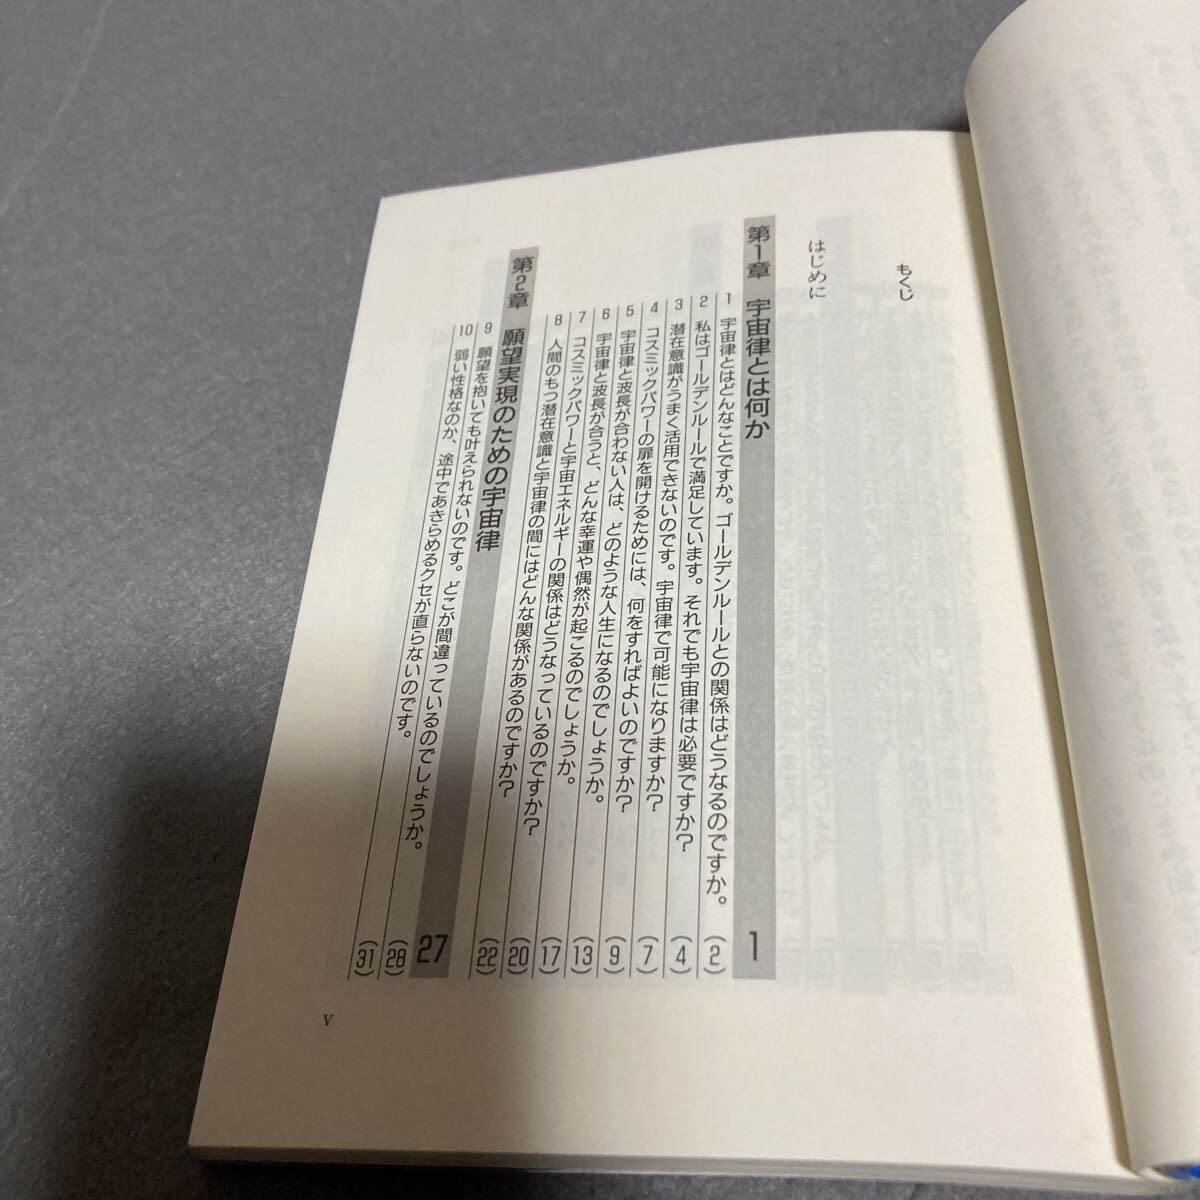 もくじ
はじめに
第1章 宇宙律とは何か 1
1 宇宙律とはどんなことですか。ゴールデンルールとの関係はどうなるのですか。 (2)
2 私はゴールデンルールで満足しています。それでも宇宙律は必要ですか? (4)
3 潜在意識がうまく活用できないのです。宇宙律で可能になりますか? (7)
4 コスミックパワーの扉を開けるためには、何をすればよいのですか? (9)
5 宇宙律と波長が合わない人は、どのような人生になるのでしょうか。 (13)
6 宇宙律と波長が合うと、どんな幸運や偶然が起こるのでしょうか。 (17)
7 コスミックパワーと宇宙エネルギーの関係はどうなっているのですか? (20)
8 人間のもつ潜在意識と宇宙律の間にはどんな関係があるのですか? (22)
第2章 願望実現のための宇宙律 27
9 願望を抱いても叶えられないのです。どこが間違っているのでしょうか。 (28)
10 弱い性格なのか、途中であきらめるクセが直らないのです。 (31)
V